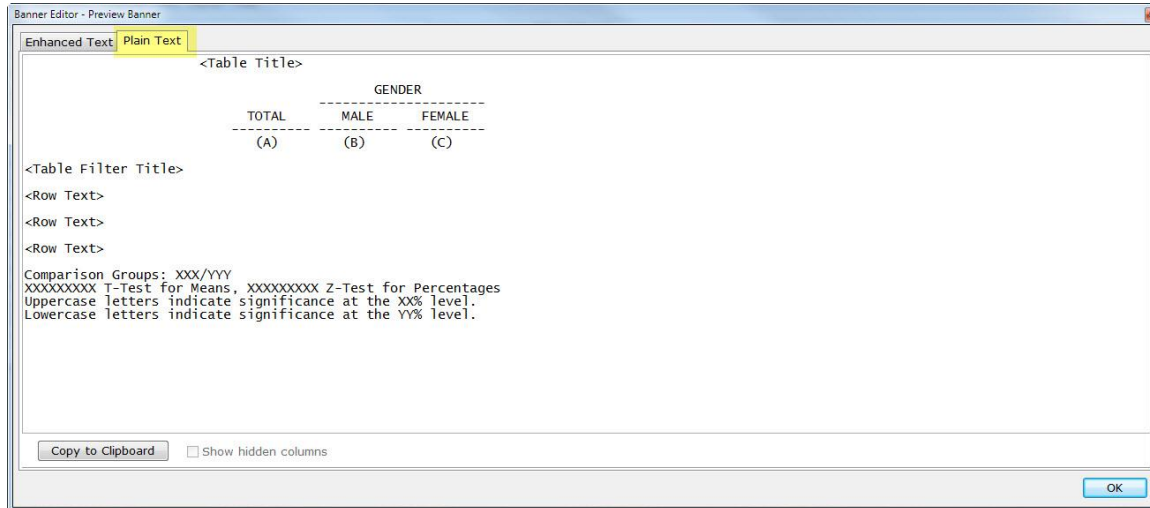 Banner Editor - Preview Banner
Enhanced Text Plain Text
<Table Title>
GENDER
----------------------
TOTAL MALE FEMALE
---------- ---------- ----------
(A) (B) (C)
<Table Filter Title>
<Row Text>
<Row Text>
<Row Text>
Comparison Groups: XXX/YYY
XXXXXXXXX T-Test for Means, XXXXXXXXX Z-Test for Percentages
Uppercase letters indicate significance at the XX% level.
Lowercase letters indicate significance at the YY% level.
Copy to Clipboard Show hidden columns
OK